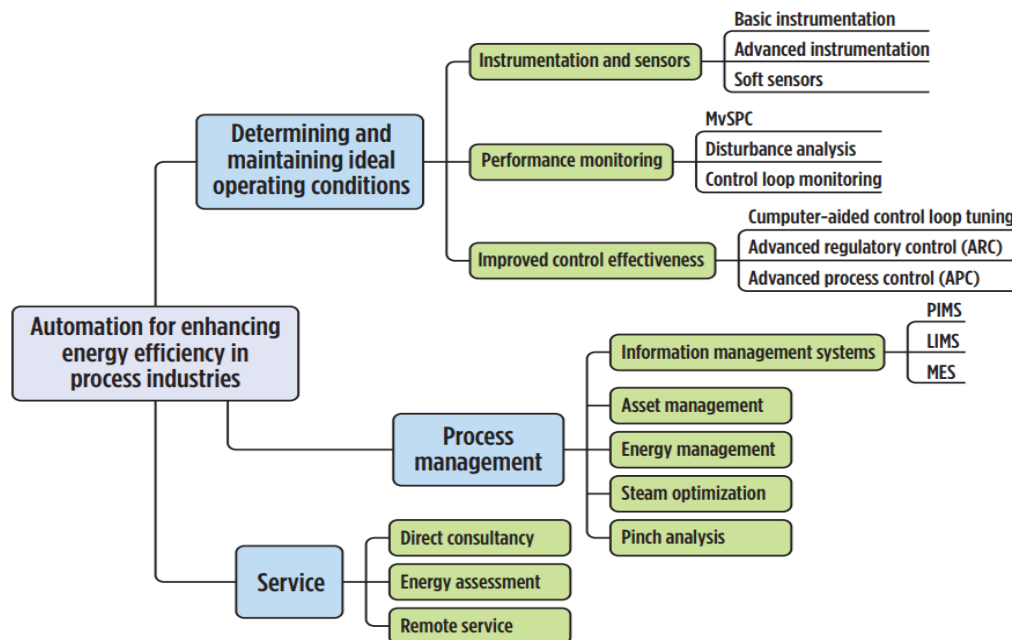 Basic instrumentation
Instrumentation and sensors
Advanced instrumentation
Soft sensors
Determining and
maintaining ideal
operating conditions
MvSPC
Performance monitoring
Disturbance analysis
Control loop monitoring
Cumputer-aided control loop tuning
Improved control effectiveness
Advanced regulatory control (ARC)
Advanced process control (APC)
Automation for enhancing
energy efficiency in
process industries
PIMS
Information management systems
LIMS
MES
Asset management
Process
management
Energy management
Steam optimization
Pinch analysis
Direct consultancy
Service
Energy assessment
Remote service